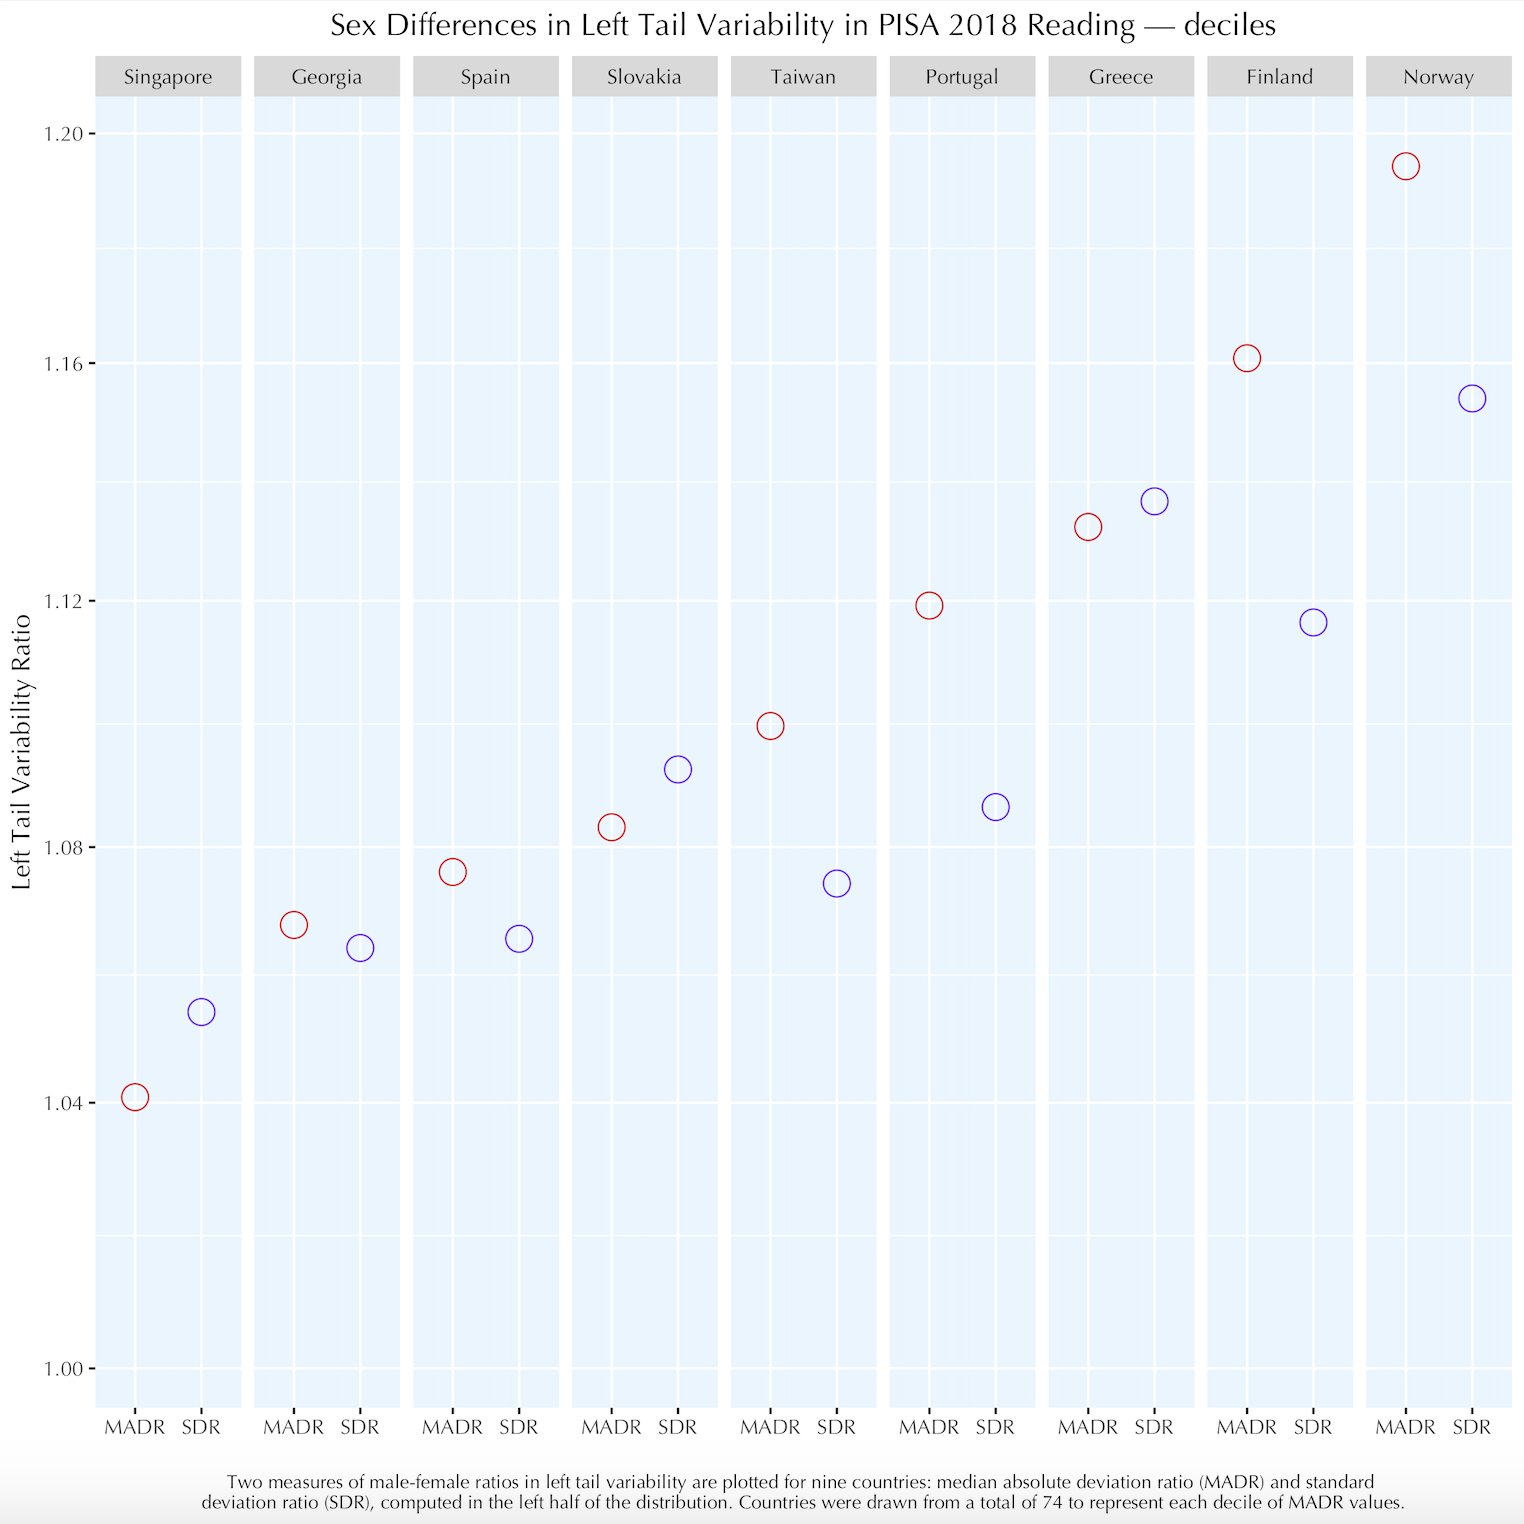 Sex Differences in Left Tail Variability in PISA 2018 Reading — deciles
Singapore Georgia Spain Slovakia Taiwan Portugal Greece Finland Norway
Left Tail Variability Ratio
1.20
1.16
1.12
1.08
1.04
1.00
MADR SDR MADR SDR MADR SDR MADR SDR MADR SDR MADR SDR MADR SDR MADR SDR MADR SDR
Two measures of male-female ratios in left tail variability are plotted for nine countries: median absolute deviation ratio (MADR) and standard
deviation ratio (SDR), computed in the left half of the distribution. Countries were drawn from a total of 74 to represent each decile of MADR values.